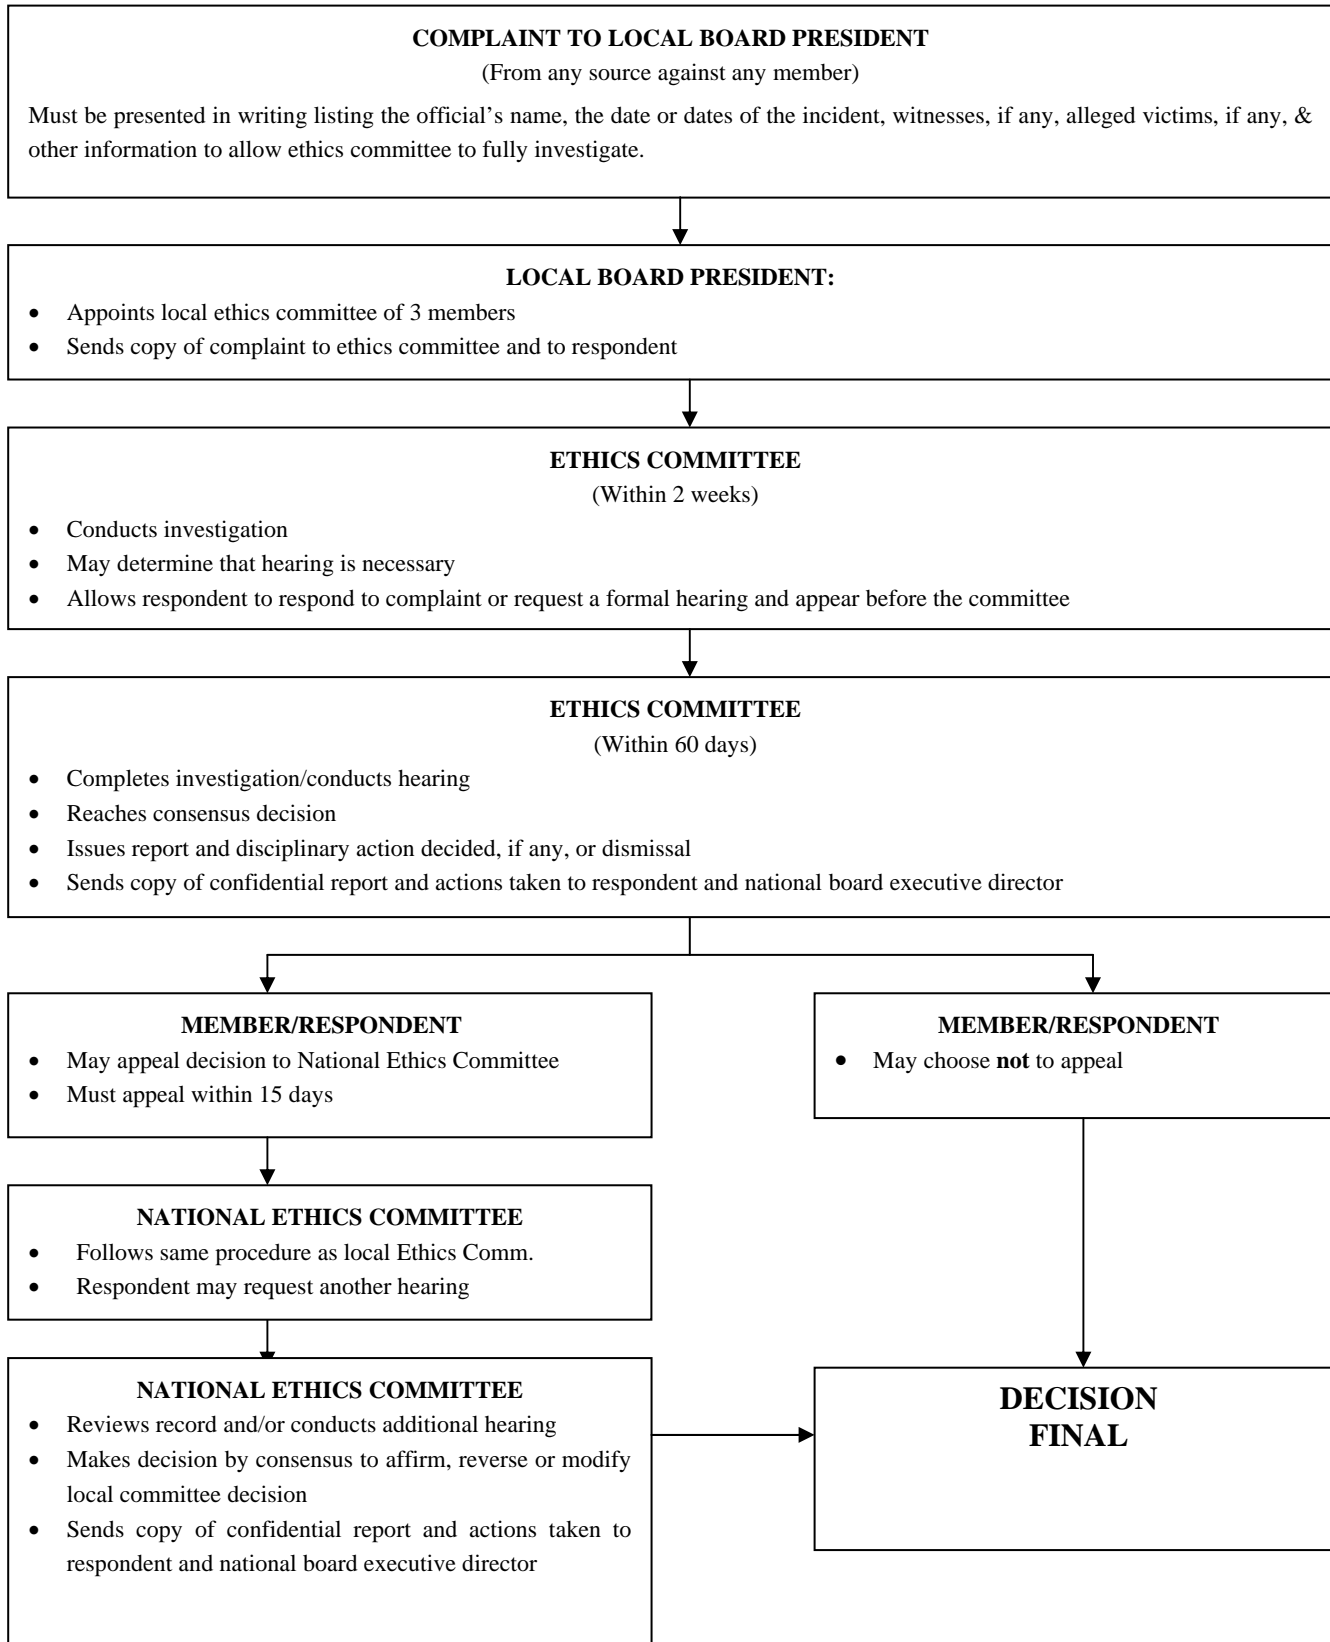 COMPLAINT TO LOCAL BOARD PRESIDENT
(From any source against any member)
Must be presented in writing listing the official’s name, the date or dates of the incident, witnesses, if any, alleged victims, if any, &
other information to allow ethics committee to fully investigate.
LOCAL BOARD PRESIDENT:
• Appoints local ethics committee of 3 members
• Sends copy of complaint to ethics committee and to respondent
ETHICS COMMITTEE
(Within 2 weeks)
• Conducts investigation
• May determine that hearing is necessary
• Allows respondent to respond to complaint or request a formal hearing and appear before the committee
ETHICS COMMITTEE
(Within 60 days)
• Completes investigation/conducts hearing
• Reaches consensus decision
• Issues report and disciplinary action decided, if any, or dismissal
• Sends copy of confidential report and actions taken to respondent and national board executive director
MEMBER/RESPONDENT
• May appeal decision to National Ethics Committee
• Must appeal within 15 days
MEMBER/RESPONDENT
• May choose not to appeal
NATIONAL ETHICS COMMITTEE
• Follows same procedure as local Ethics Comm.
• Respondent may request another hearing
NATIONAL ETHICS COMMITTEE
• Reviews record and/or conducts additional hearing
• Makes decision by consensus to affirm, reverse or modify
local committee decision
• Sends copy of confidential report and actions taken to
respondent and national board executive director
DECISION
FINAL